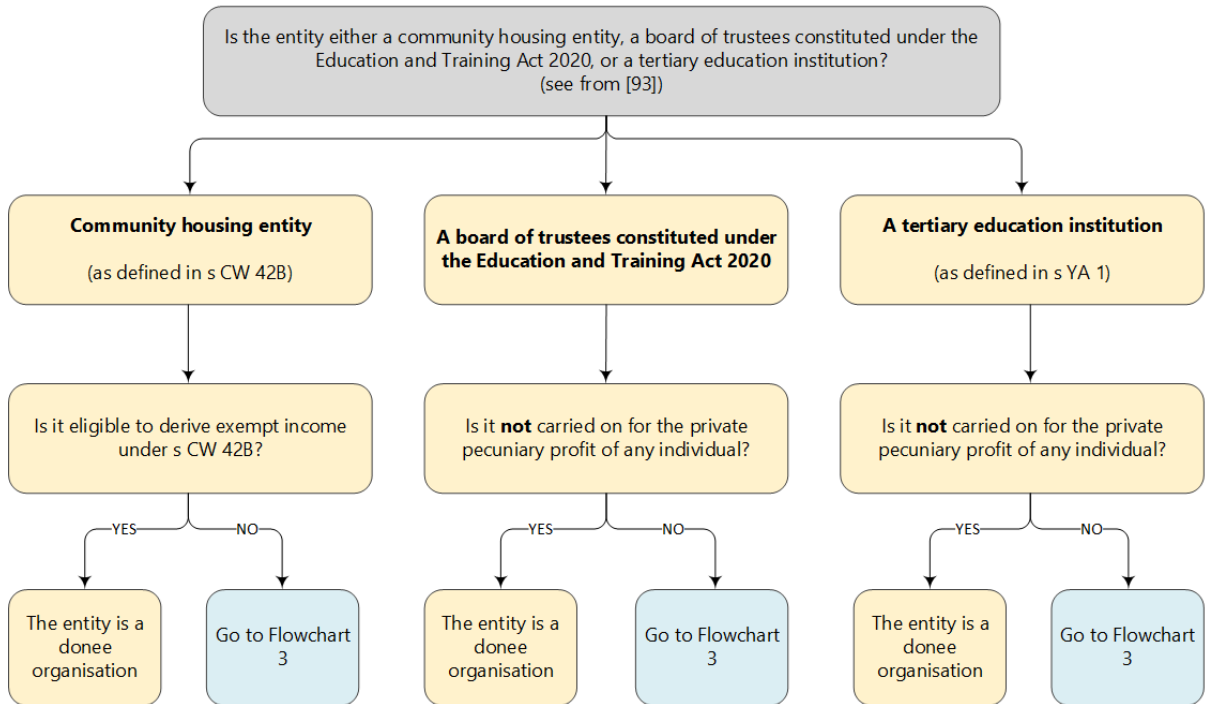 Is the entity either a community housing entity, a board of trustees constituted under the
Education and Training Act 2020, or a tertiary education institution?
(see from [93])
Community housing entity
(as defined in s CW 42B)
A board of trustees constituted under
the Education and Training Act 2020
A tertiary education institution
(as defined in s YA 1)
Is it eligible to derive exempt income
under s CW 42B?
Is it not carried on for the private
pecuniary profit of any individual?
Is it not carried on for the private
pecuniary profit of any individual?
YES
NO
YES
NO
YES
NO
The entity is a
donee
organisation
Go to Flowchart
3
The entity is a
donee
organisation
Go to Flowchart
3
The entity is a
donee
organisation
Go to Flowchart
3